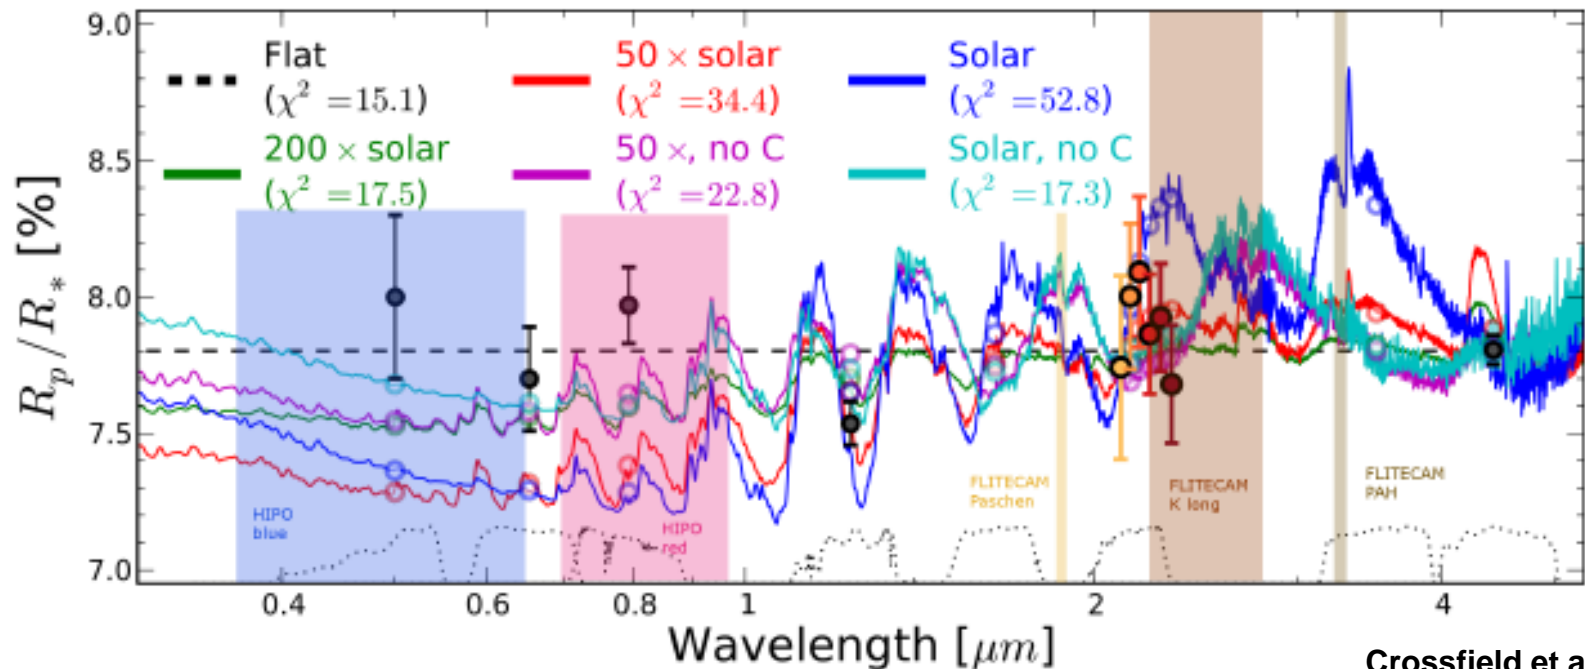 9.0
8.5
8.0
7.5
7.0
R_p/R_* [%]
Flat
(χ² =15.1)
200 × solar
(χ² =17.5)
50 × solar
(χ² =34.4)
50 ×, no C
(χ² =22.8)
Solar
(χ² =52.8)
Solar, no C
(χ² =17.3)
HIPO
blue
HIPO
red
FLITECAM
Paschen
FLITECAM
K long
FLITECAM
PAH
0.4 0.6 0.8 1 2 4
Wavelength [μm]
Crossfield et a